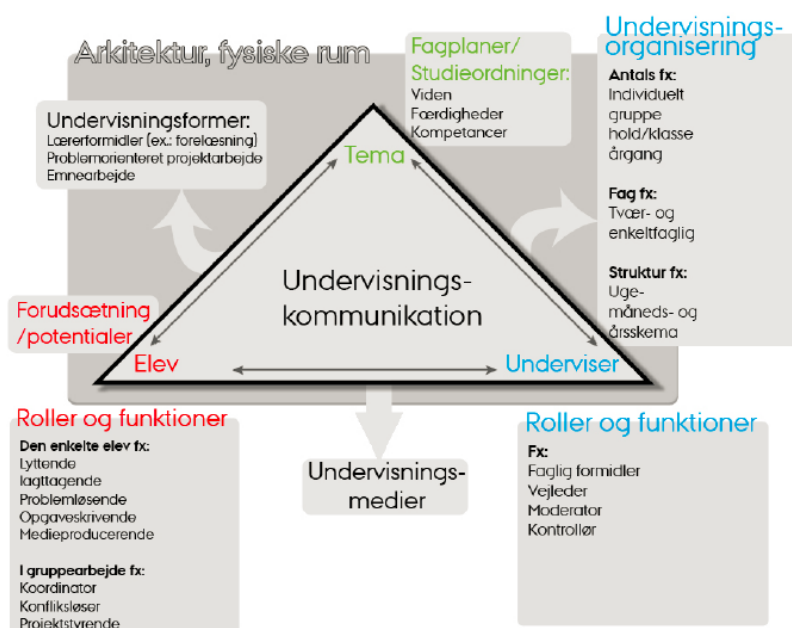 Arkitektur, fysiske rum
Undervisningsformer:
Lærerformidler (ex.: forelæsning)
Problemorienteret projektarbejde
Emnearbejde
Fagplaner/
Studieordninger:
Viden
Færdigheder
Kompetancer
Undervisnings-
organisering
Antals fx:
Individuelt
gruppe
hold/klasse
årgang
Fag fx:
Tvær- og
enkeltfaglig
Struktur fx:
Uge-
måneds- og
årsskema
Tema
Undervisnings-
kommunikation
Forudsætning
/potentialer
Elev
Underviser
Roller og funktioner
Den enkelte elev fx:
Lyttende
Iagttagende
Problemløsende
Opgaveskrivende
Medieproducerende
I gruppearbejde fx:
Koordinator
Konfliksløser
Projektstyrende
Undervisnings-
medier
Roller og funktioner
Fx:
Faglig formidler
Vejleder
Moderator
Kontrollør